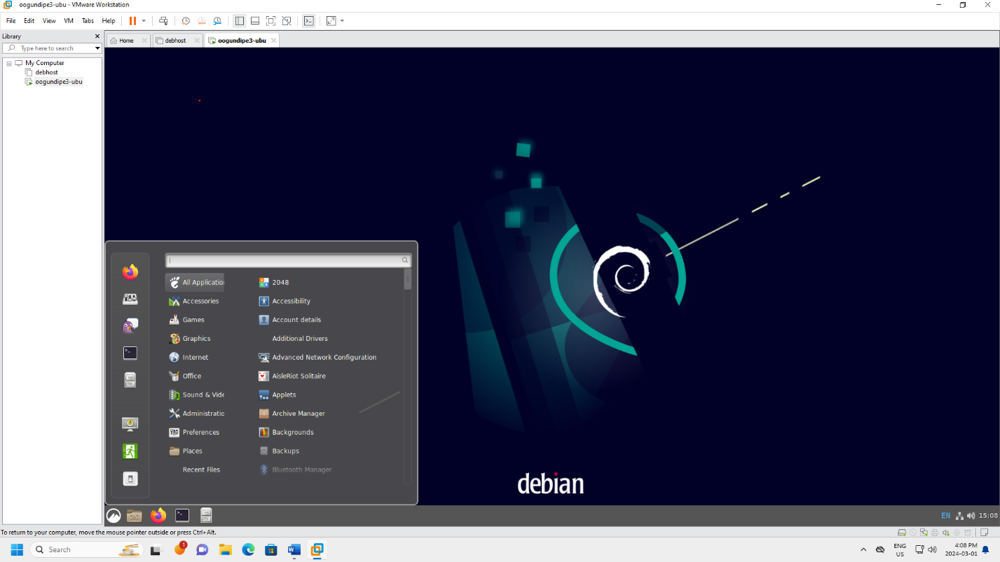 oogundipe3-ubu - VMware Workstation
File Edit View VM Tabs Help
Library
Type here to search
My Computer
debhost
oogundipe3-ubu
Home
debhost
oogundipe3-ubu
All Application
Accessories
Games
Graphics
Internet
Office
Sound & Vide
Administratio
Preferences
Places
Recent Files
2048
Accessibility
Account details
Additional Drivers
Advanced Network Configuration
AisleRiot Solitaire
Applets
Archive Manager
Backgrounds
Backups
Bluetooth Manager
debian
EN 15:08
To return to your computer, move the mouse pointer outside or press Ctrl+Alt.
Search
1
W
ENG
US
4:08 PM
2024-03-01